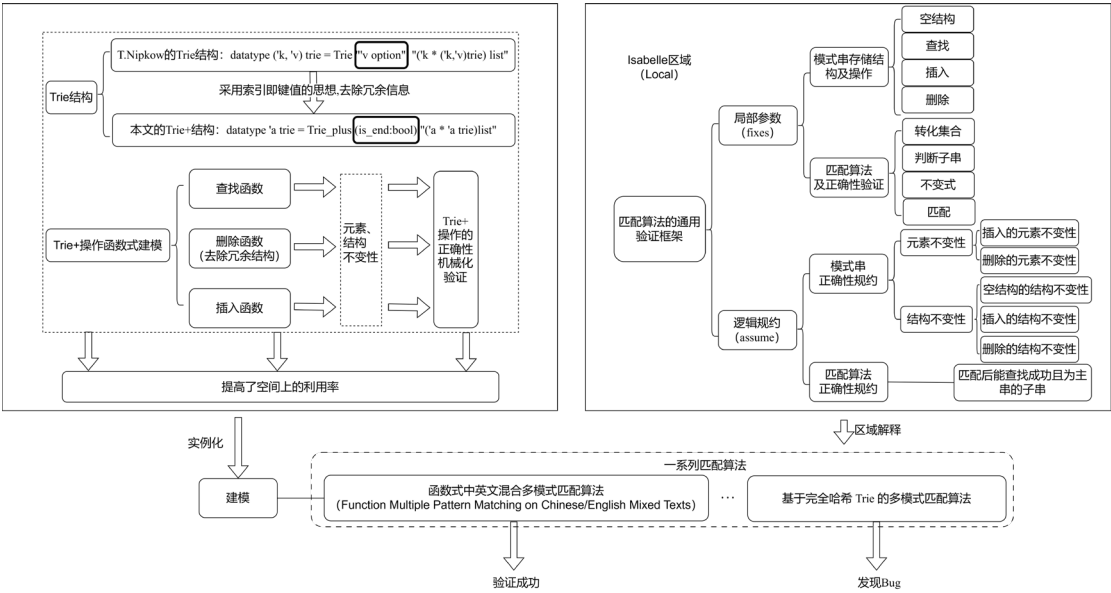 T.Nipkow的Trie结构：datatype ('k, 'v) trie = Trie "'v option" "('k * ('k,'v)trie) list"
Trie结构
采用索引即键值的思想,去除冗余信息
本文的Trie+结构：datatype 'a trie = Trie_plus (is_end:bool) "('a * 'a trie)list"
Trie+操作函数式建模
查找函数
删除函数
(去除冗余结构)
插入函数
元素、
结构
不变性
Trie+
操作的
正确性
机械化
验证
提高了空间上的利用率
Isabelle区域
（Local）
匹配算法的通用
验证框架
局部参数
（fixes）
模式串存储结
构及操作
空结构
查找
插入
删除
匹配算法
及正确性验证
转化集合
判断子串
不变式
匹配
逻辑规约
（assume）
模式串
正确性规约
元素不变性
插入的元素不变性
删除的元素不变性
结构不变性
空结构的结构不变性
插入的结构不变性
删除的结构不变性
匹配算法
正确性规约
匹配后能查找成功且为主
串的子串
实例化
区域解释
建模
一系列匹配算法
函数式中英文混合多模式匹配算法
（Function Multiple Pattern Matching on Chinese/English Mixed Texts）
…
基于完全哈希 Trie 的多模式匹配算法
验证成功
发现Bug